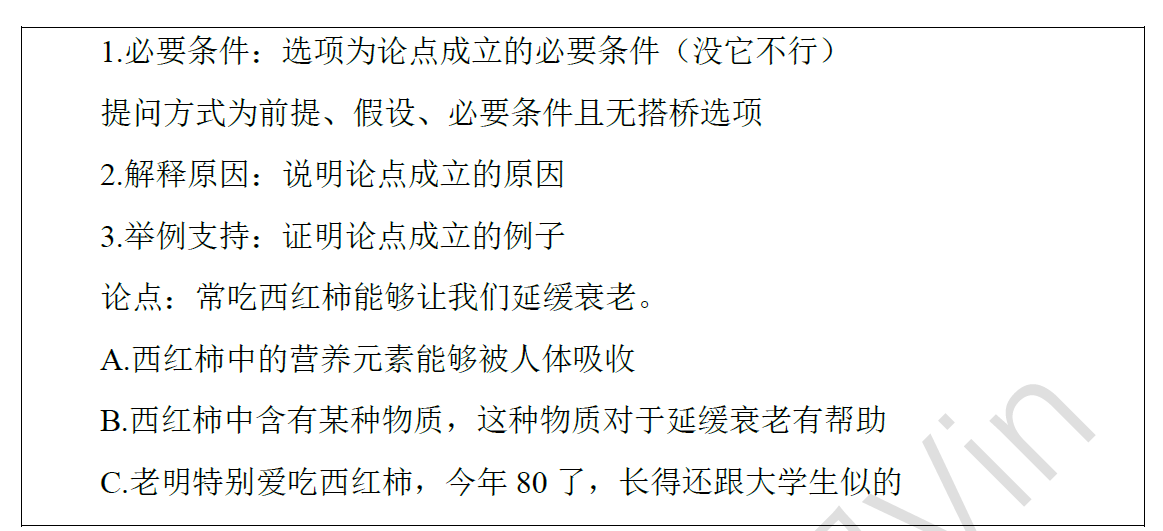 1.必要条件：选项为论点成立的必要条件（没它不行）
提问方式为前提、假设、必要条件且无搭桥选项
2.解释原因：说明论点成立的原因
3.举例支持：证明论点成立的例子
论点：常吃西红柿能够让我们延缓衰老。
A.西红柿中的营养元素能够被人体吸收
B.西红柿中含有某种物质，这种物质对于延缓衰老有帮助
C.老明特别爱吃西红柿，今年 80 了，长得还跟大学生似的